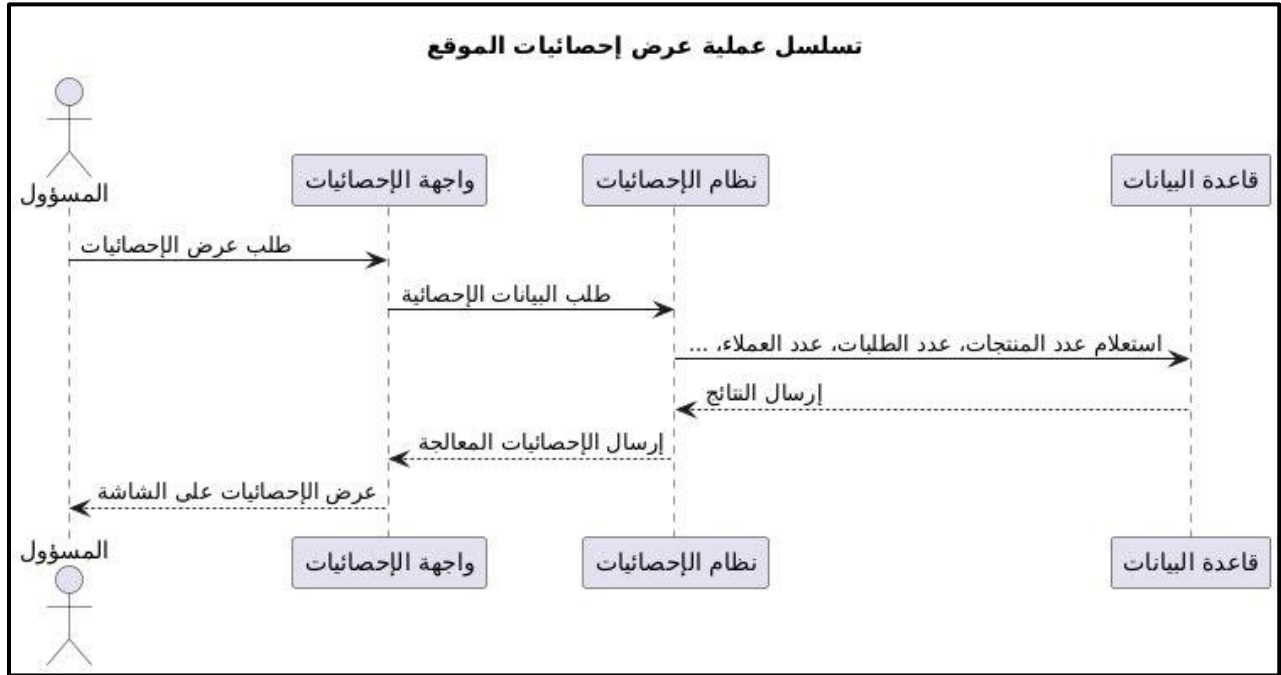 تسلسل عملية عرض إحصائيات الموقع
المسؤول
واجهة الإحصائيات
نظام الإحصائيات
قاعدة البيانات
طلب عرض الإحصائيات
طلب البيانات الإحصائية
استعلام عدد المنتجات، عدد الطلبات، عدد العملاء، ...
إرسال النتائج
إرسال الإحصائيات المعالجة
عرض الإحصائيات على الشاشة
المسؤول
واجهة الإحصائيات
نظام الإحصائيات
قاعدة البيانات